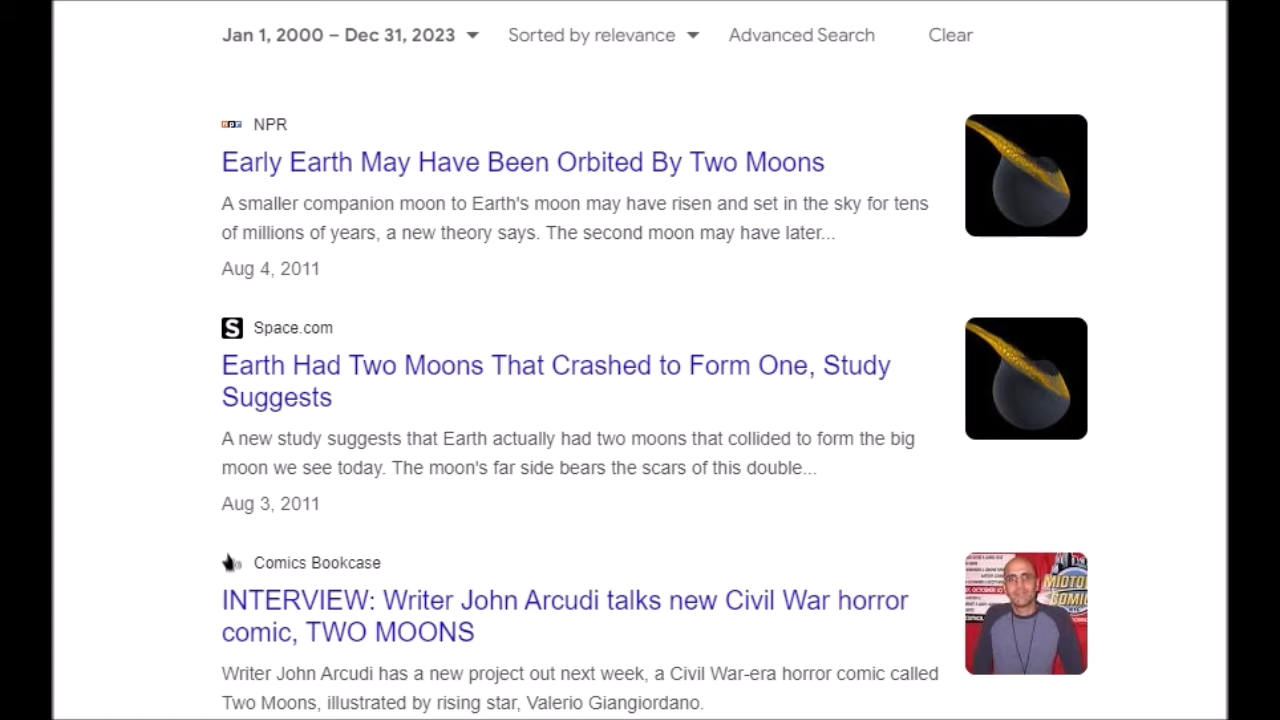 Jan 1, 2000 – Dec 31, 2023 Sorted by relevance Advanced Search Clear
npr NPR
Early Earth May Have Been Orbited By Two Moons
A smaller companion moon to Earth's moon may have risen and set in the sky for tens
of millions of years, a new theory says. The second moon may have later...
Aug 4, 2011
S Space.com
Earth Had Two Moons That Crashed to Form One, Study
Suggests
A new study suggests that Earth actually had two moons that collided to form the big
moon we see today. The moon's far side bears the scars of this double...
Aug 3, 2011
Comics Bookcase
INTERVIEW: Writer John Arcudi talks new Civil War horror
comic, TWO MOONS
Writer John Arcudi has a new project out next week, a Civil War-era horror comic called
Two Moons, illustrated by rising star, Valerio Giangiordano.